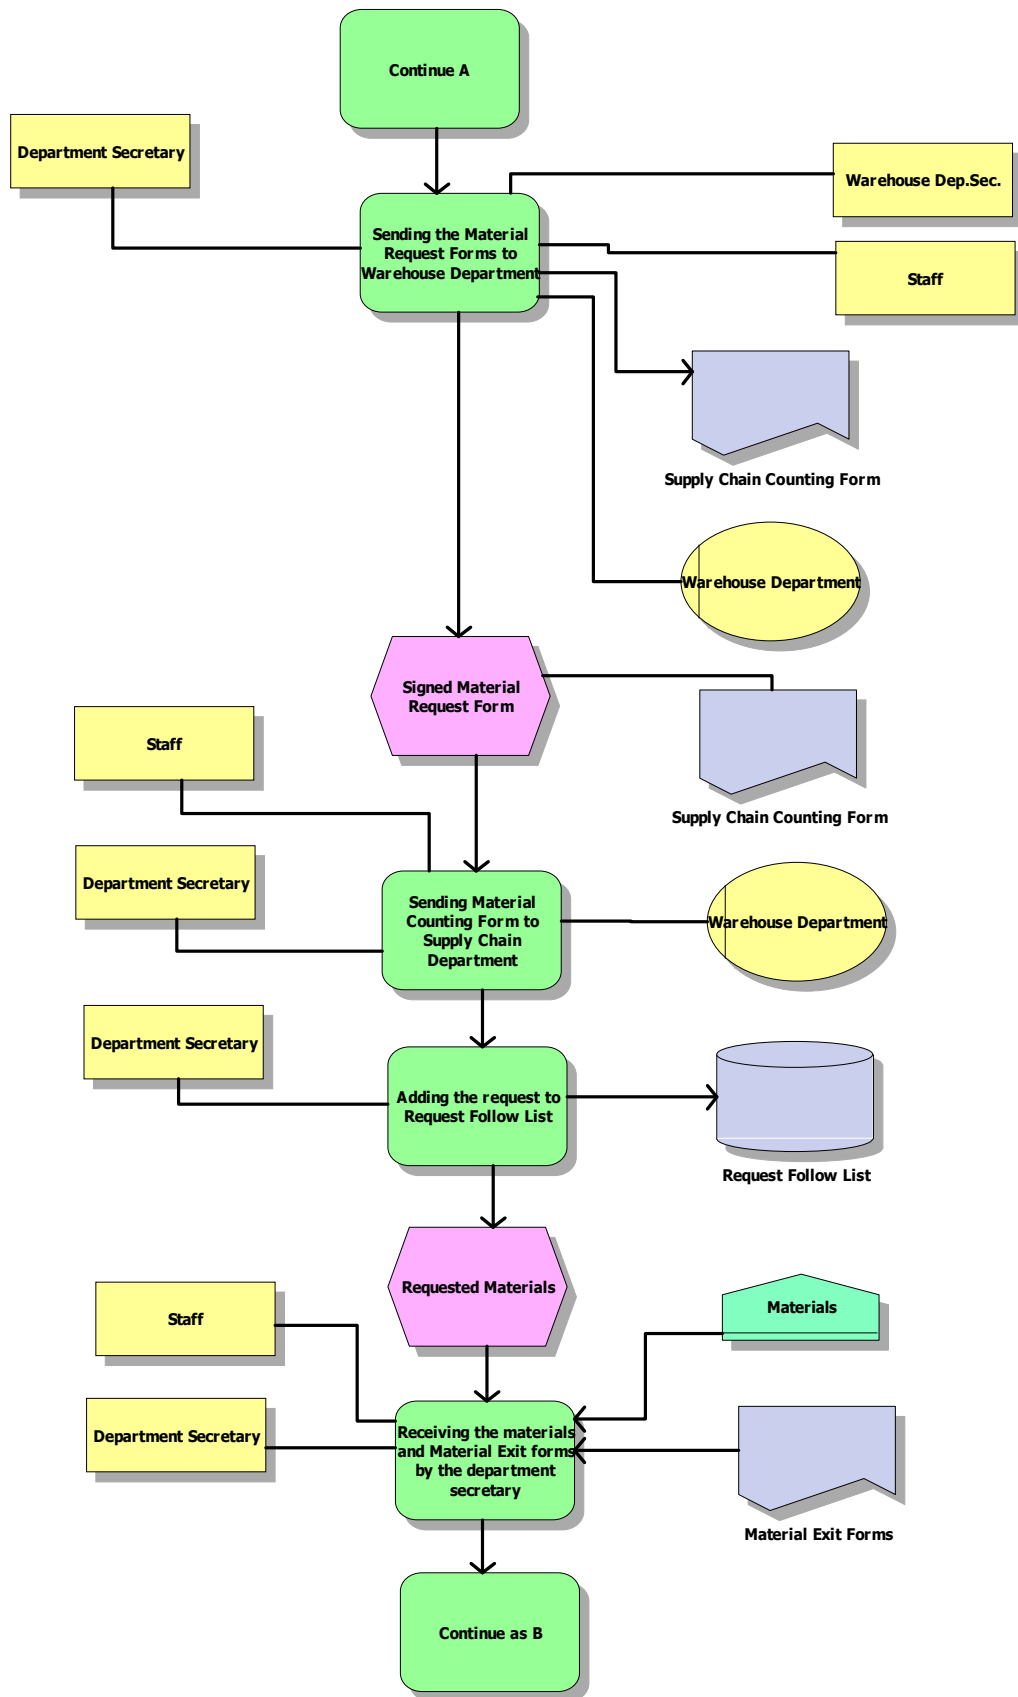 Continue A
Department Secretary
Warehouse Dep.Sec.
Sending the Material
Request Forms to
Warehouse Department
Staff
Supply Chain Counting Form
Warehouse Department
Signed Material
Request Form
Staff
Supply Chain Counting Form
Department Secretary
Sending Material
Counting Form to
Supply Chain
Department
Warehouse Department
Department Secretary
Adding the request to
Request Follow List
Request Follow List
Requested Materials
Materials
Staff
Department Secretary
Receiving the materials
and Material Exit forms
by the department
secretary
Material Exit Forms
Continue as B